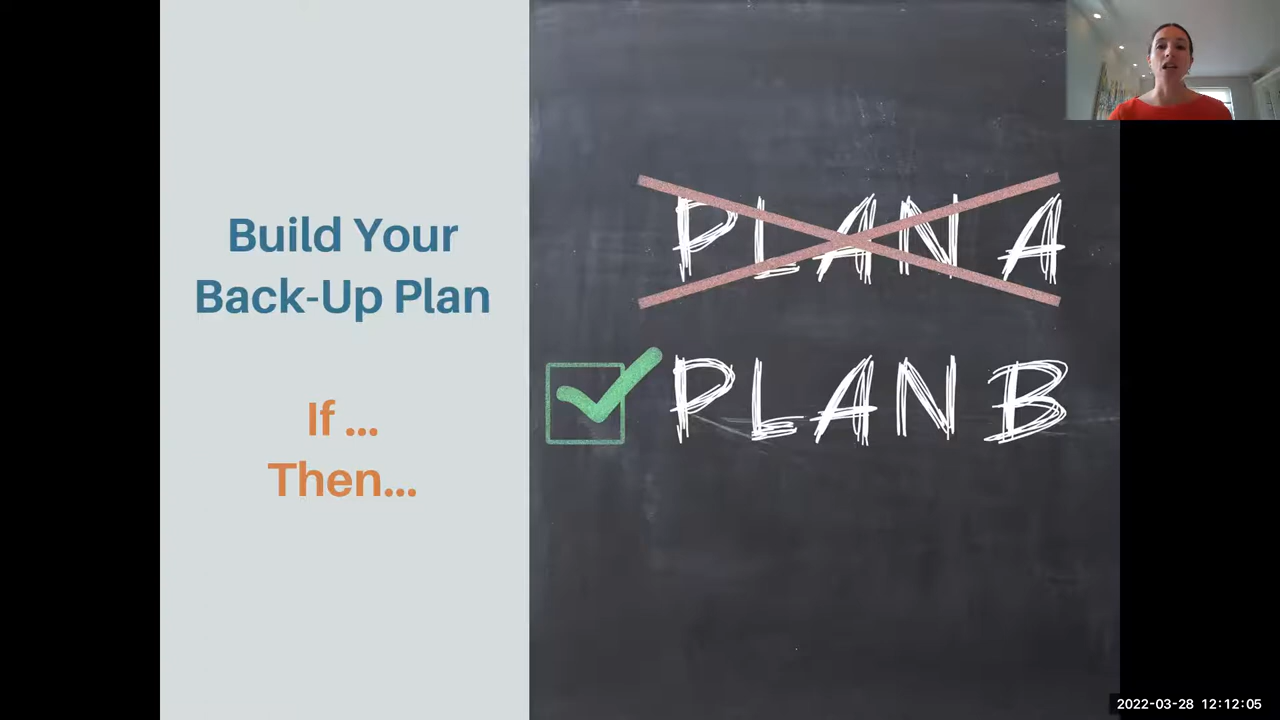 Build Your
Back-Up Plan
If ...
Then...
PLAN A
PLAN B
2022-03-28 12:12:05